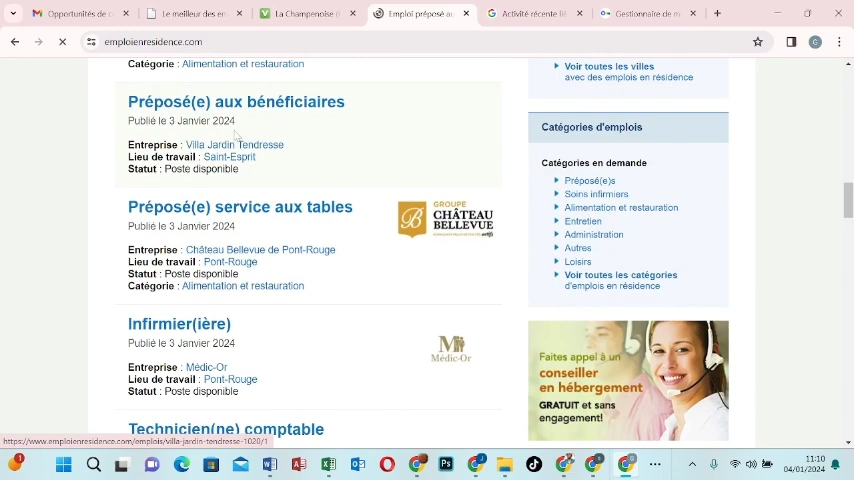 Opportunités de c
Le meilleur des en
La Champenoise (
Emploi préposé au
Activité récente li
Gestionnaire de m
emploienresidence.com
G
Catégorie : Alimentation et restauration
Préposé(e) aux bénéficiaires
Publié le 3 Janvier 2024
Entreprise : Villa Jardin Tendresse
Lieu de travail : Saint-Esprit
Statut : Poste disponible
Préposé(e) service aux tables
Publié le 3 Janvier 2024
Entreprise : Château Bellevue de Pont-Rouge
Lieu de travail : Pont-Rouge
Statut : Poste disponible
Catégorie : Alimentation et restauration
B
GROUPE
CHÂTEAU
BELLEVUE
Infirmier(ière)
Publié le 3 Janvier 2024
Entreprise : Médic-Or
Lieu de travail : Pont-Rouge
Statut : Poste disponible
Médic-Or
Technicien(ne) comptable
Voir toutes les villes
avec des emplois en résidence
Catégories d'emplois
Catégories en demande
Préposé(e)s
Soins infirmiers
Alimentation et restauration
Entretien
Administration
Autres
Loisirs
Voir toutes les catégories
d'emplois en résidence
Faites appel à un
conseiller
en hébergement
GRATUIT et sans
engagement!
https://www.emploienresidence.com/emplois/villa-jardin-tendresse-1020/1
11:10
04/01/2024